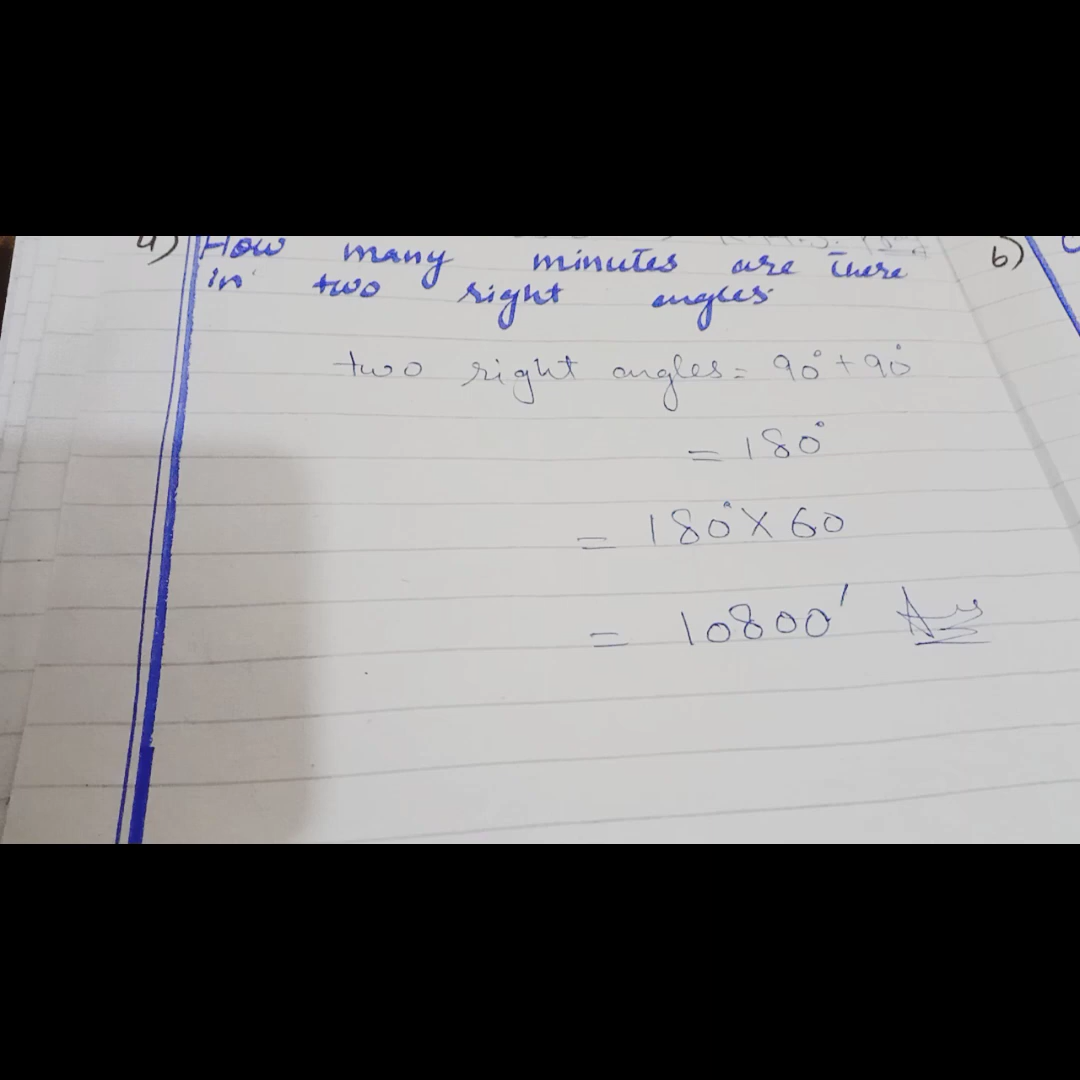 How many minutes are there
in two right angles
b)
two right angles = 90° + 90°
= 180°
= 180° × 60
= 10800' Ans